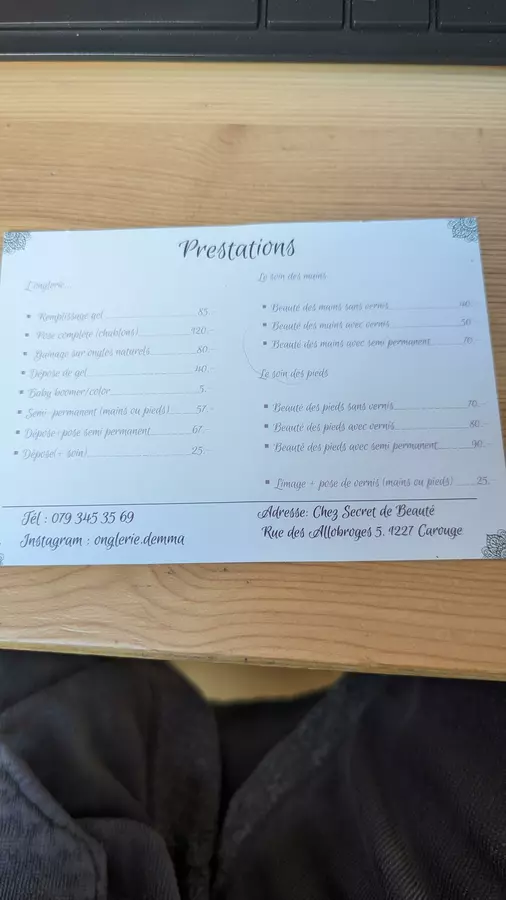 Prestations
L'onglerie...
Remplissage gel 85.-
Pose complète (chablons) 120.-
Gainage sur ongles naturels 80.-
Dépose de gel 40.-
Baby boomer/color 5.-
Semi-permanent (mains ou pieds) 57.-
Dépose+pose semi permanent 67.-
Dépose(+ soin) 25.-
Le soin des mains
Beauté des mains sans vernis 40.-
Beauté des mains avec vernis 50.-
Beauté des mains avec semi permanent 70.-
Le soin des pieds
Beauté des pieds sans vernis 70.-
Beauté des pieds avec vernis 80.-
Beauté des pieds avec semi-permanent 90.-
Limage + pose de vernis (mains ou pieds) 25.-
Tél : 079 345 35 69
Instagram : onglerie.demma
Adresse: Chez Secret de Beauté
Rue des Allobroges 5. 1227 Carouge